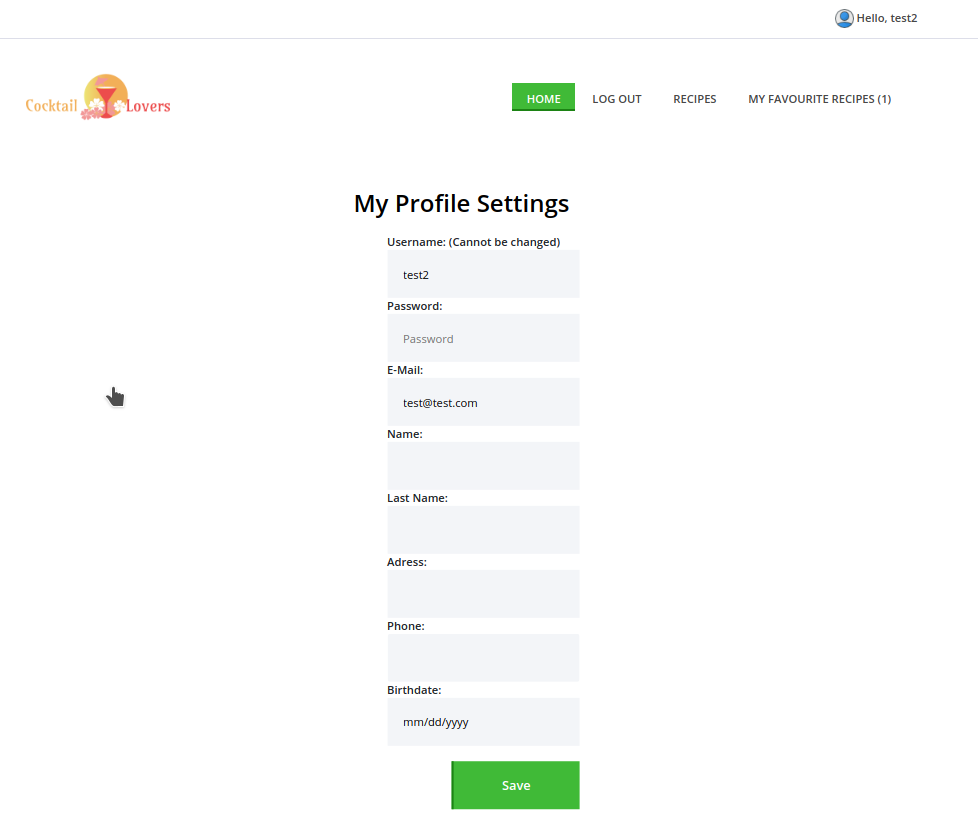 Hello, test2
Cocktail Lovers
HOME LOG OUT RECIPES MY FAVOURITE RECIPES (1)
My Profile Settings
Username: (Cannot be changed)
test2
Password:
Password
E-Mail:
test@test.com
Name:
Last Name:
Adress:
Phone:
Birthdate:
mm/dd/yyyy
Save